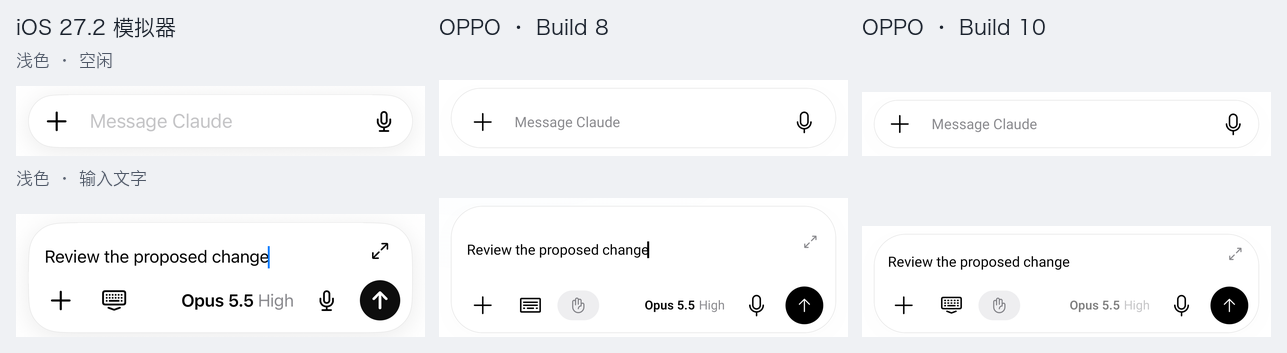 iOS 27.2 模拟器
浅色 · 空闲
Message Claude
浅色 · 输入文字
Review the proposed change
Opus 5.5 High
OPPO · Build 8
Message Claude
Review the proposed change
Opus 5.5 High
OPPO · Build 10
Message Claude
Review the proposed change
Opus 5.5 High